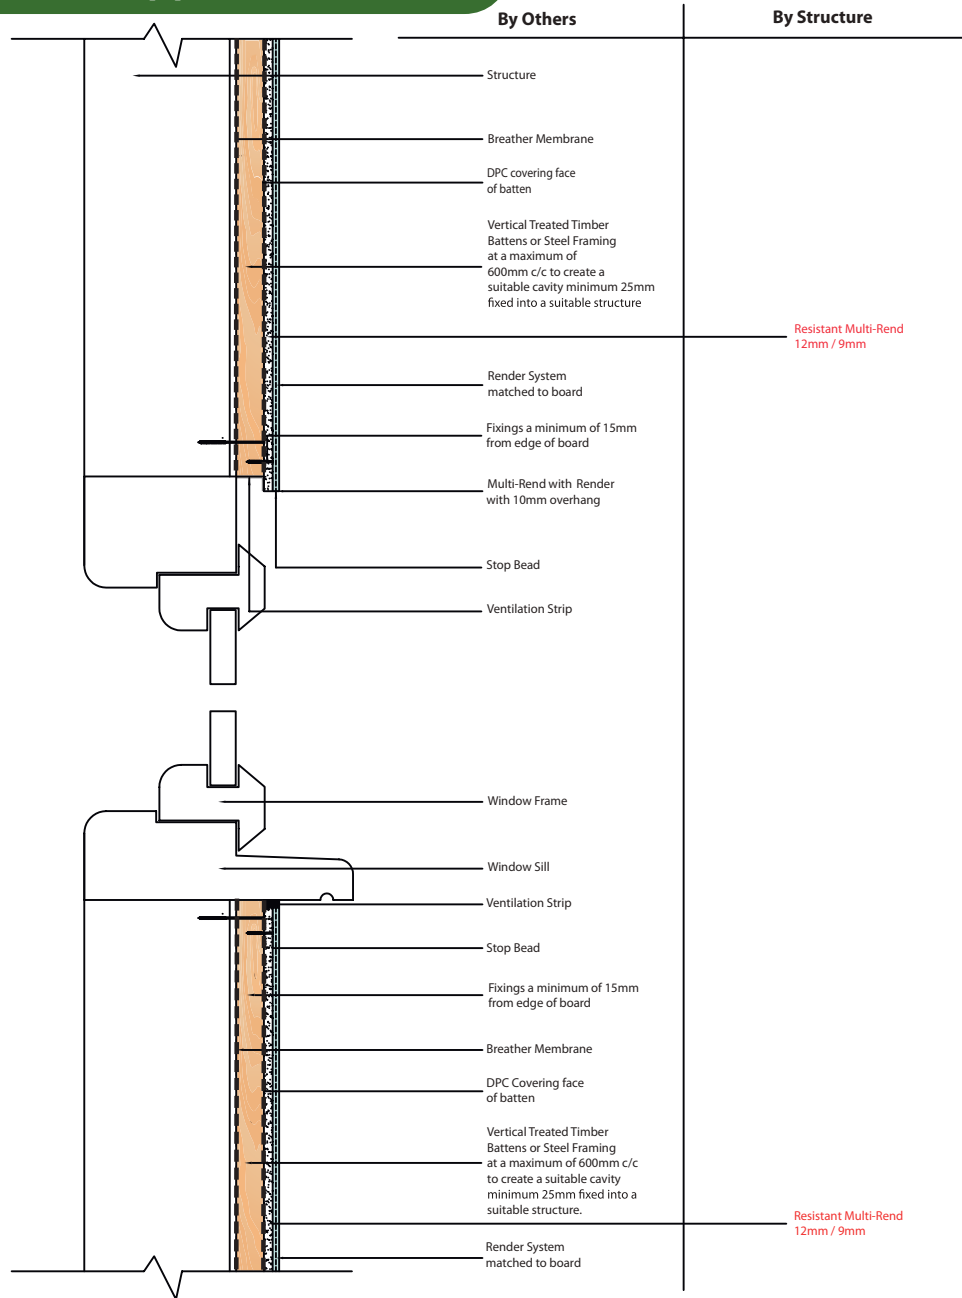 By Others
By Structure
Structure
Breather Membrane
DPC covering face
of batten
Vertical Treated Timber
Battens or Steel Framing
at a maximum of
600mm c/c to create a
suitable cavity minimum 25mm
fixed into a suitable structure
Resistant Multi-Rend
12mm / 9mm
Render System
matched to board
Fixings a minimum of 15mm
from edge of board
Multi-Rend with Render
with 10mm overhang
Stop Bead
Ventilation Strip
Window Frame
Window Sill
Ventilation Strip
Stop Bead
Fixings a minimum of 15mm
from edge of board
Breather Membrane
DPC Covering face
of batten
Vertical Treated Timber
Battens or Steel Framing
at a maximum of 600mm c/c
to create a suitable cavity
minimum 25mm fixed into a
suitable structure.
Resistant Multi-Rend
12mm / 9mm
Render System
matched to board